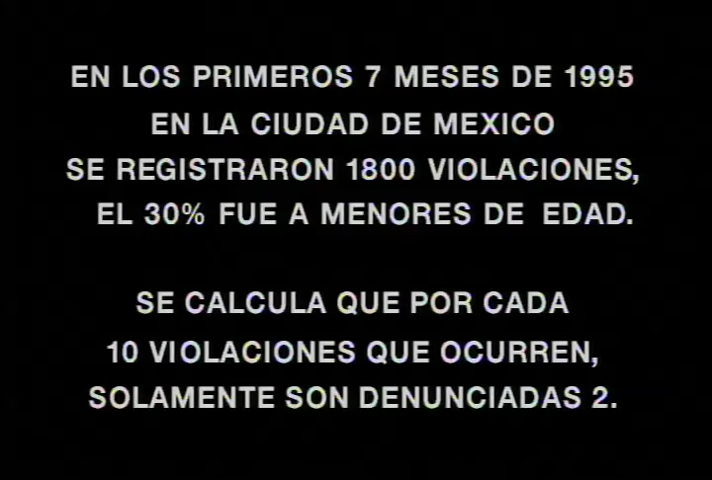 EN LOS PRIMEROS 7 MESES DE 1995
EN LA CIUDAD DE MEXICO
SE REGISTRARON 1800 VIOLACIONES,
EL 30% FUE A MENORES DE EDAD.
SE CALCULA QUE POR CADA
10 VIOLACIONES QUE OCURREN,
SOLAMENTE SON DENUNCIADAS 2.